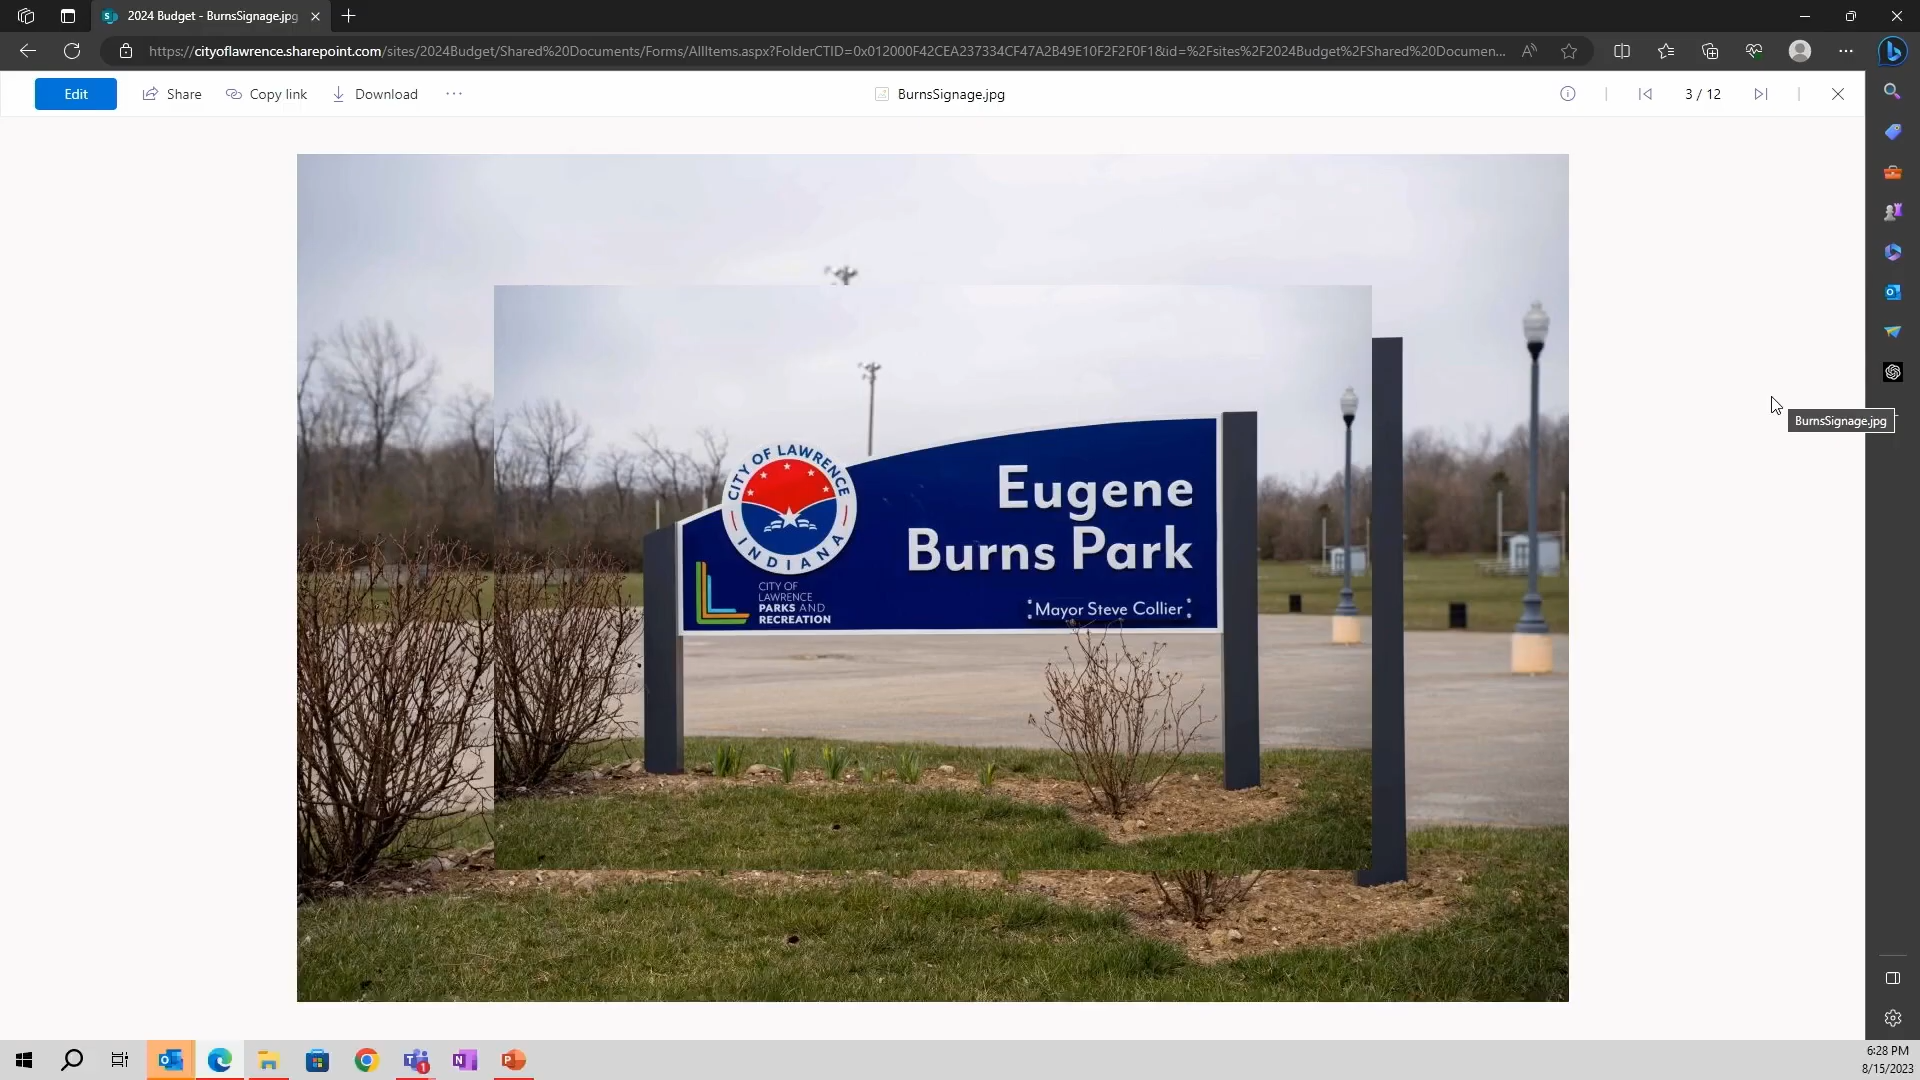 2024 Budget - BurnsSignage.jpg
https://cityoflawrence.sharepoint.com/sites/2024Budget/Shared%20Documents/Forms/AllItems.aspx?FolderCTID=0x012000F42CEA237334CF47A2B49E10F2F2F0F1&id=%2Fsites%2F2024Budget%2FShared%20Documen...
Edit
Share
Copy link
Download
BurnsSignage.jpg
3 / 12
BurnsSignage.jpg
CITY OF LAWRENCE
INDIANA
Eugene
Burns Park
CITY OF
LAWRENCE
PARKS AND
RECREATION
Mayor Steve Collier
6:28 PM
8/15/2023